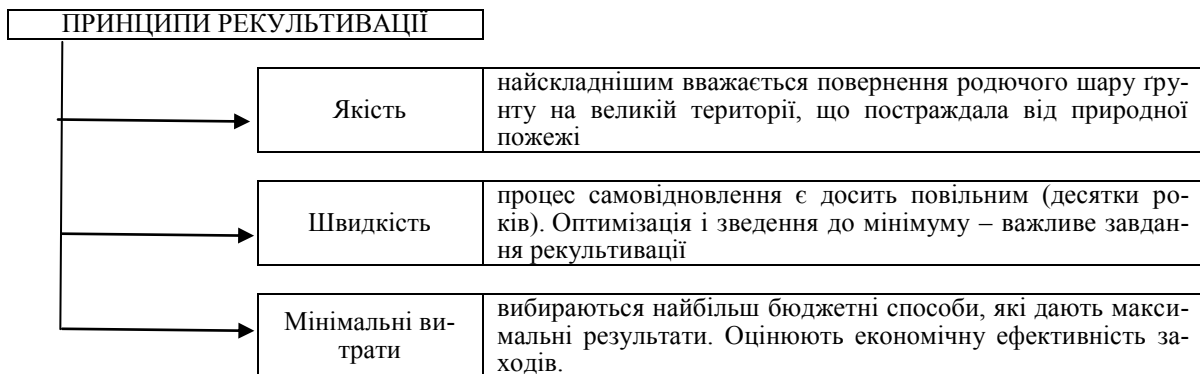 ПРИНЦИПИ РЕКУЛЬТИВАЦІЇ
Якість
найскладнішим вважається повернення родючого шару ґру-
нту на великій території, що постраждала від природної
пожежі
Швидкість
процес самовідновлення є досить повільним (десятки ро-
ків). Оптимізація і зведення до мінімуму – важливе завдан-
ня рекультивації
Мінімальні ви-
трати
вибираються найбільш бюджетні способи, які дають макси-
мальні результати. Оцінюють економічну ефективність за-
ходів.